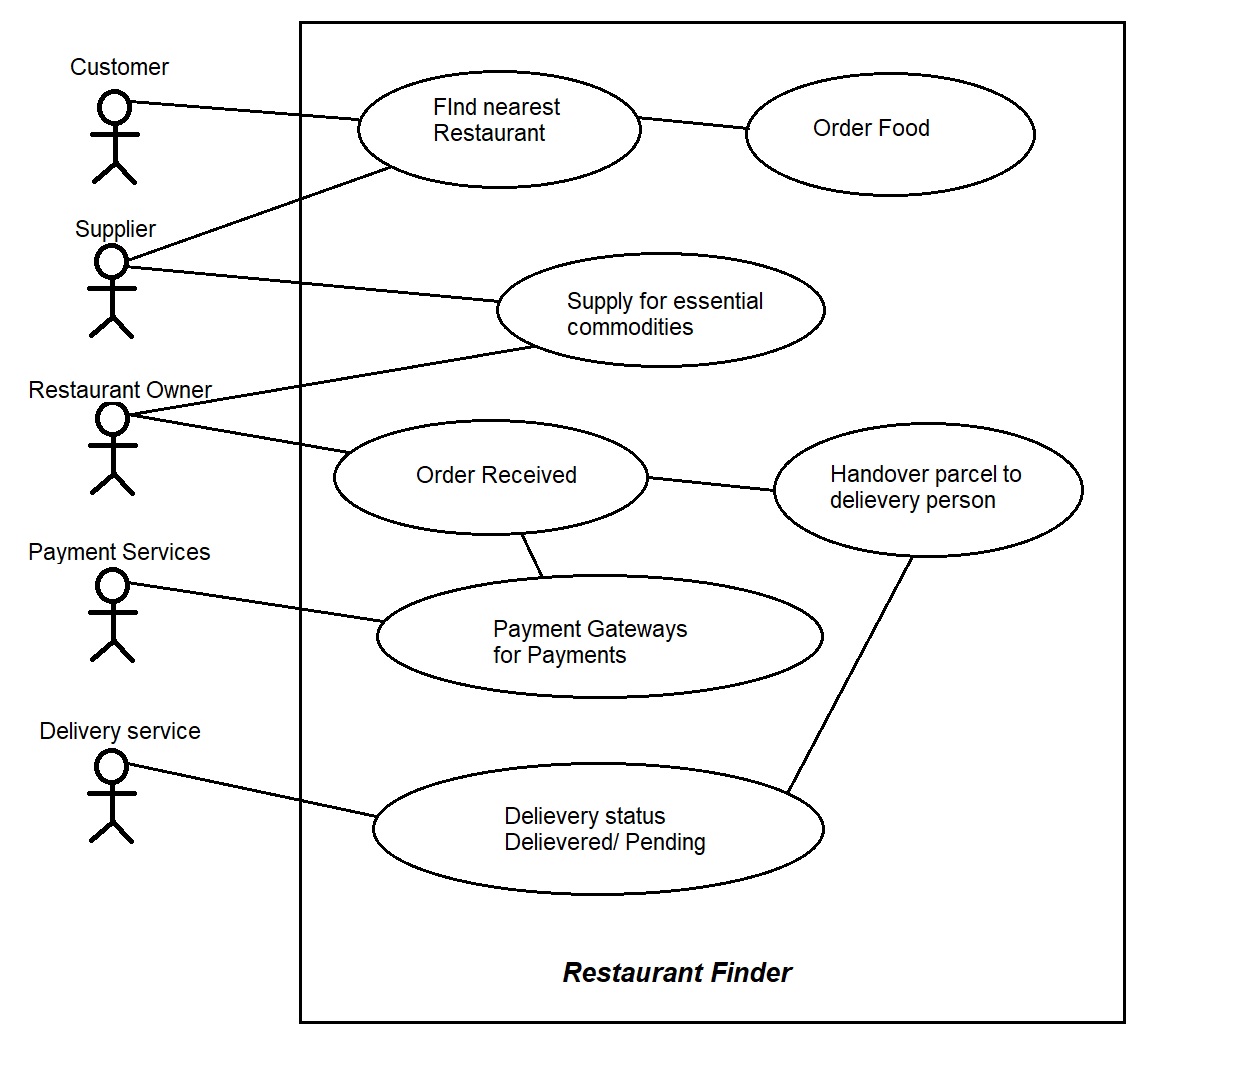 Customer
FInd nearest
Restaurant
Order Food
Supplier
Supply for essential
commodities
Restaurant Owner
Order Received
Handover parcel to
delievery person
Payment Services
Payment Gateways
for Payments
Delivery service
Delievery status
Delievered/ Pending
Restaurant Finder